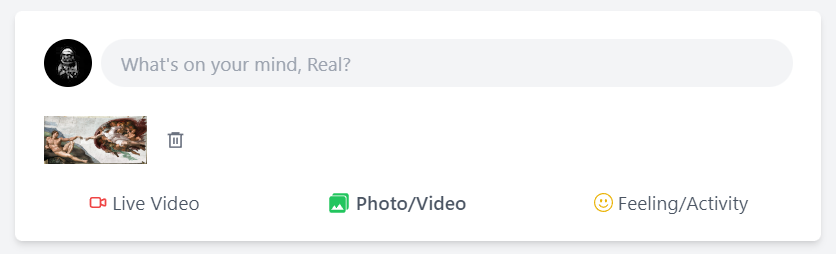 What's on your mind, Real?
Live Video
Photo/Video
Feeling/Activity